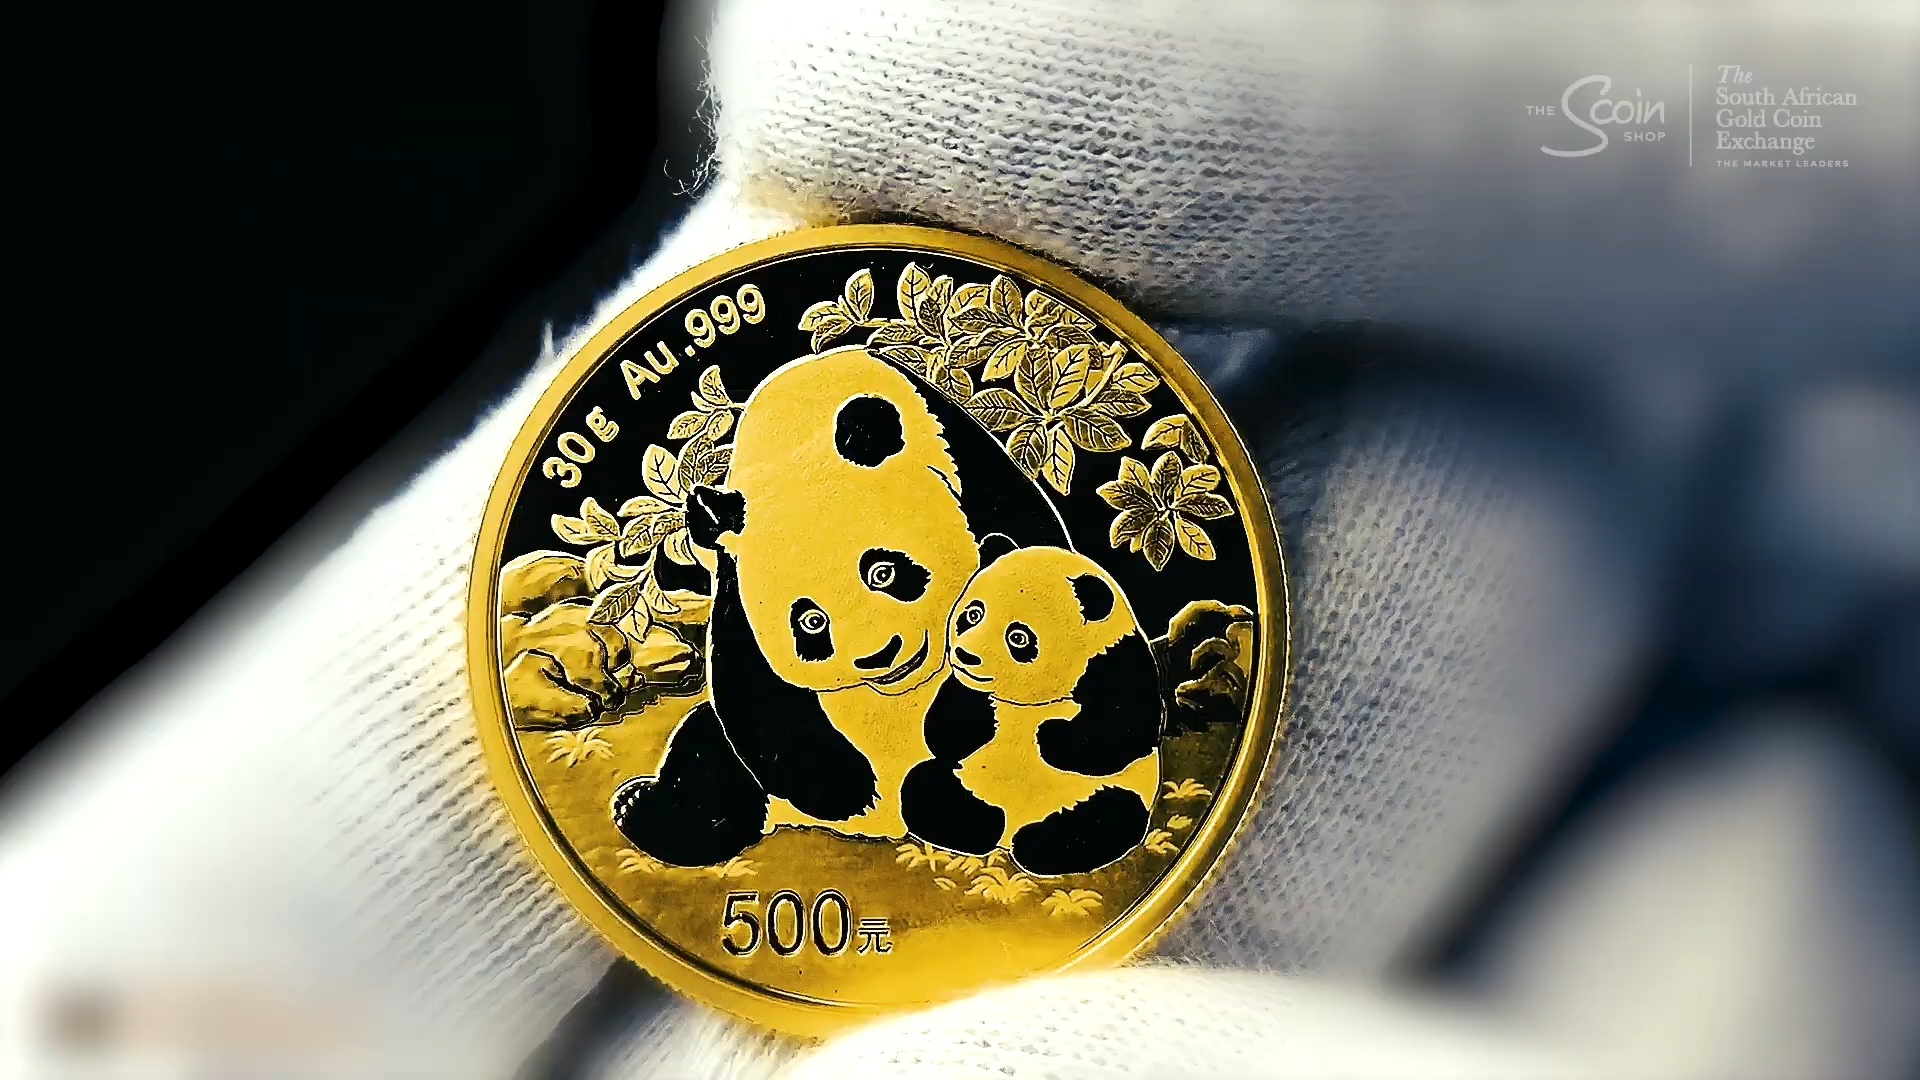 THE Scoin SHOP
The
South African
Gold Coin
Exchange
THE MARKET LEADERS
30g Au .999
500元